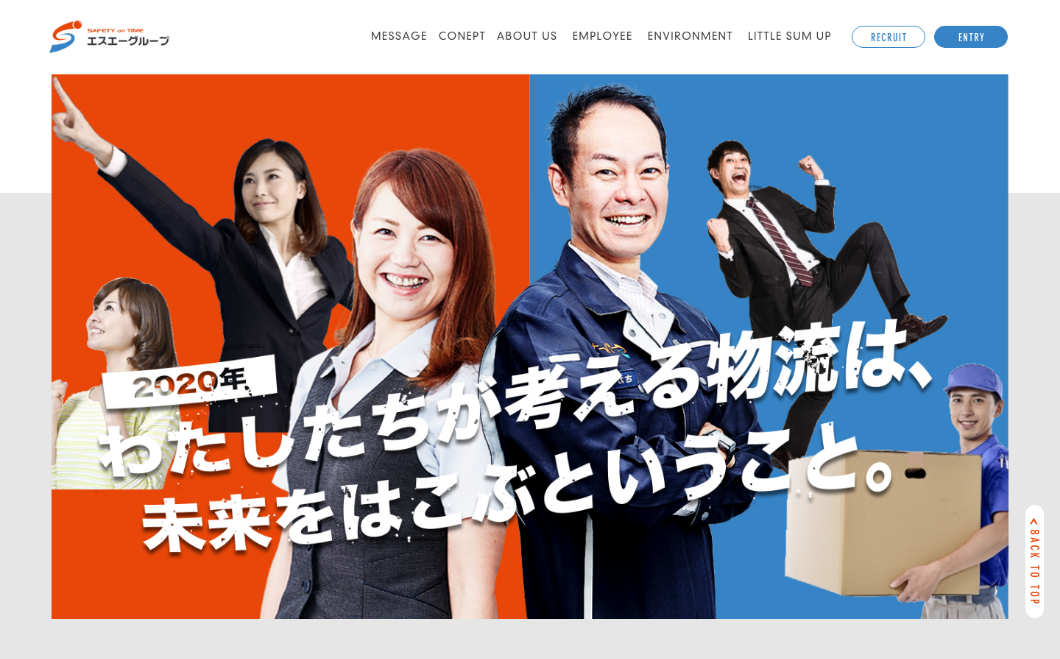 SAFETY on TIME
エスエーグループ
MESSAGE CONEPT ABOUT US EMPLOYEE ENVIRONMENT LITTLE SUM UP RECRUIT ENTRY
2020年
わたしたちが考える物流は、
未来をはこぶということ。
< BACK TO TOP